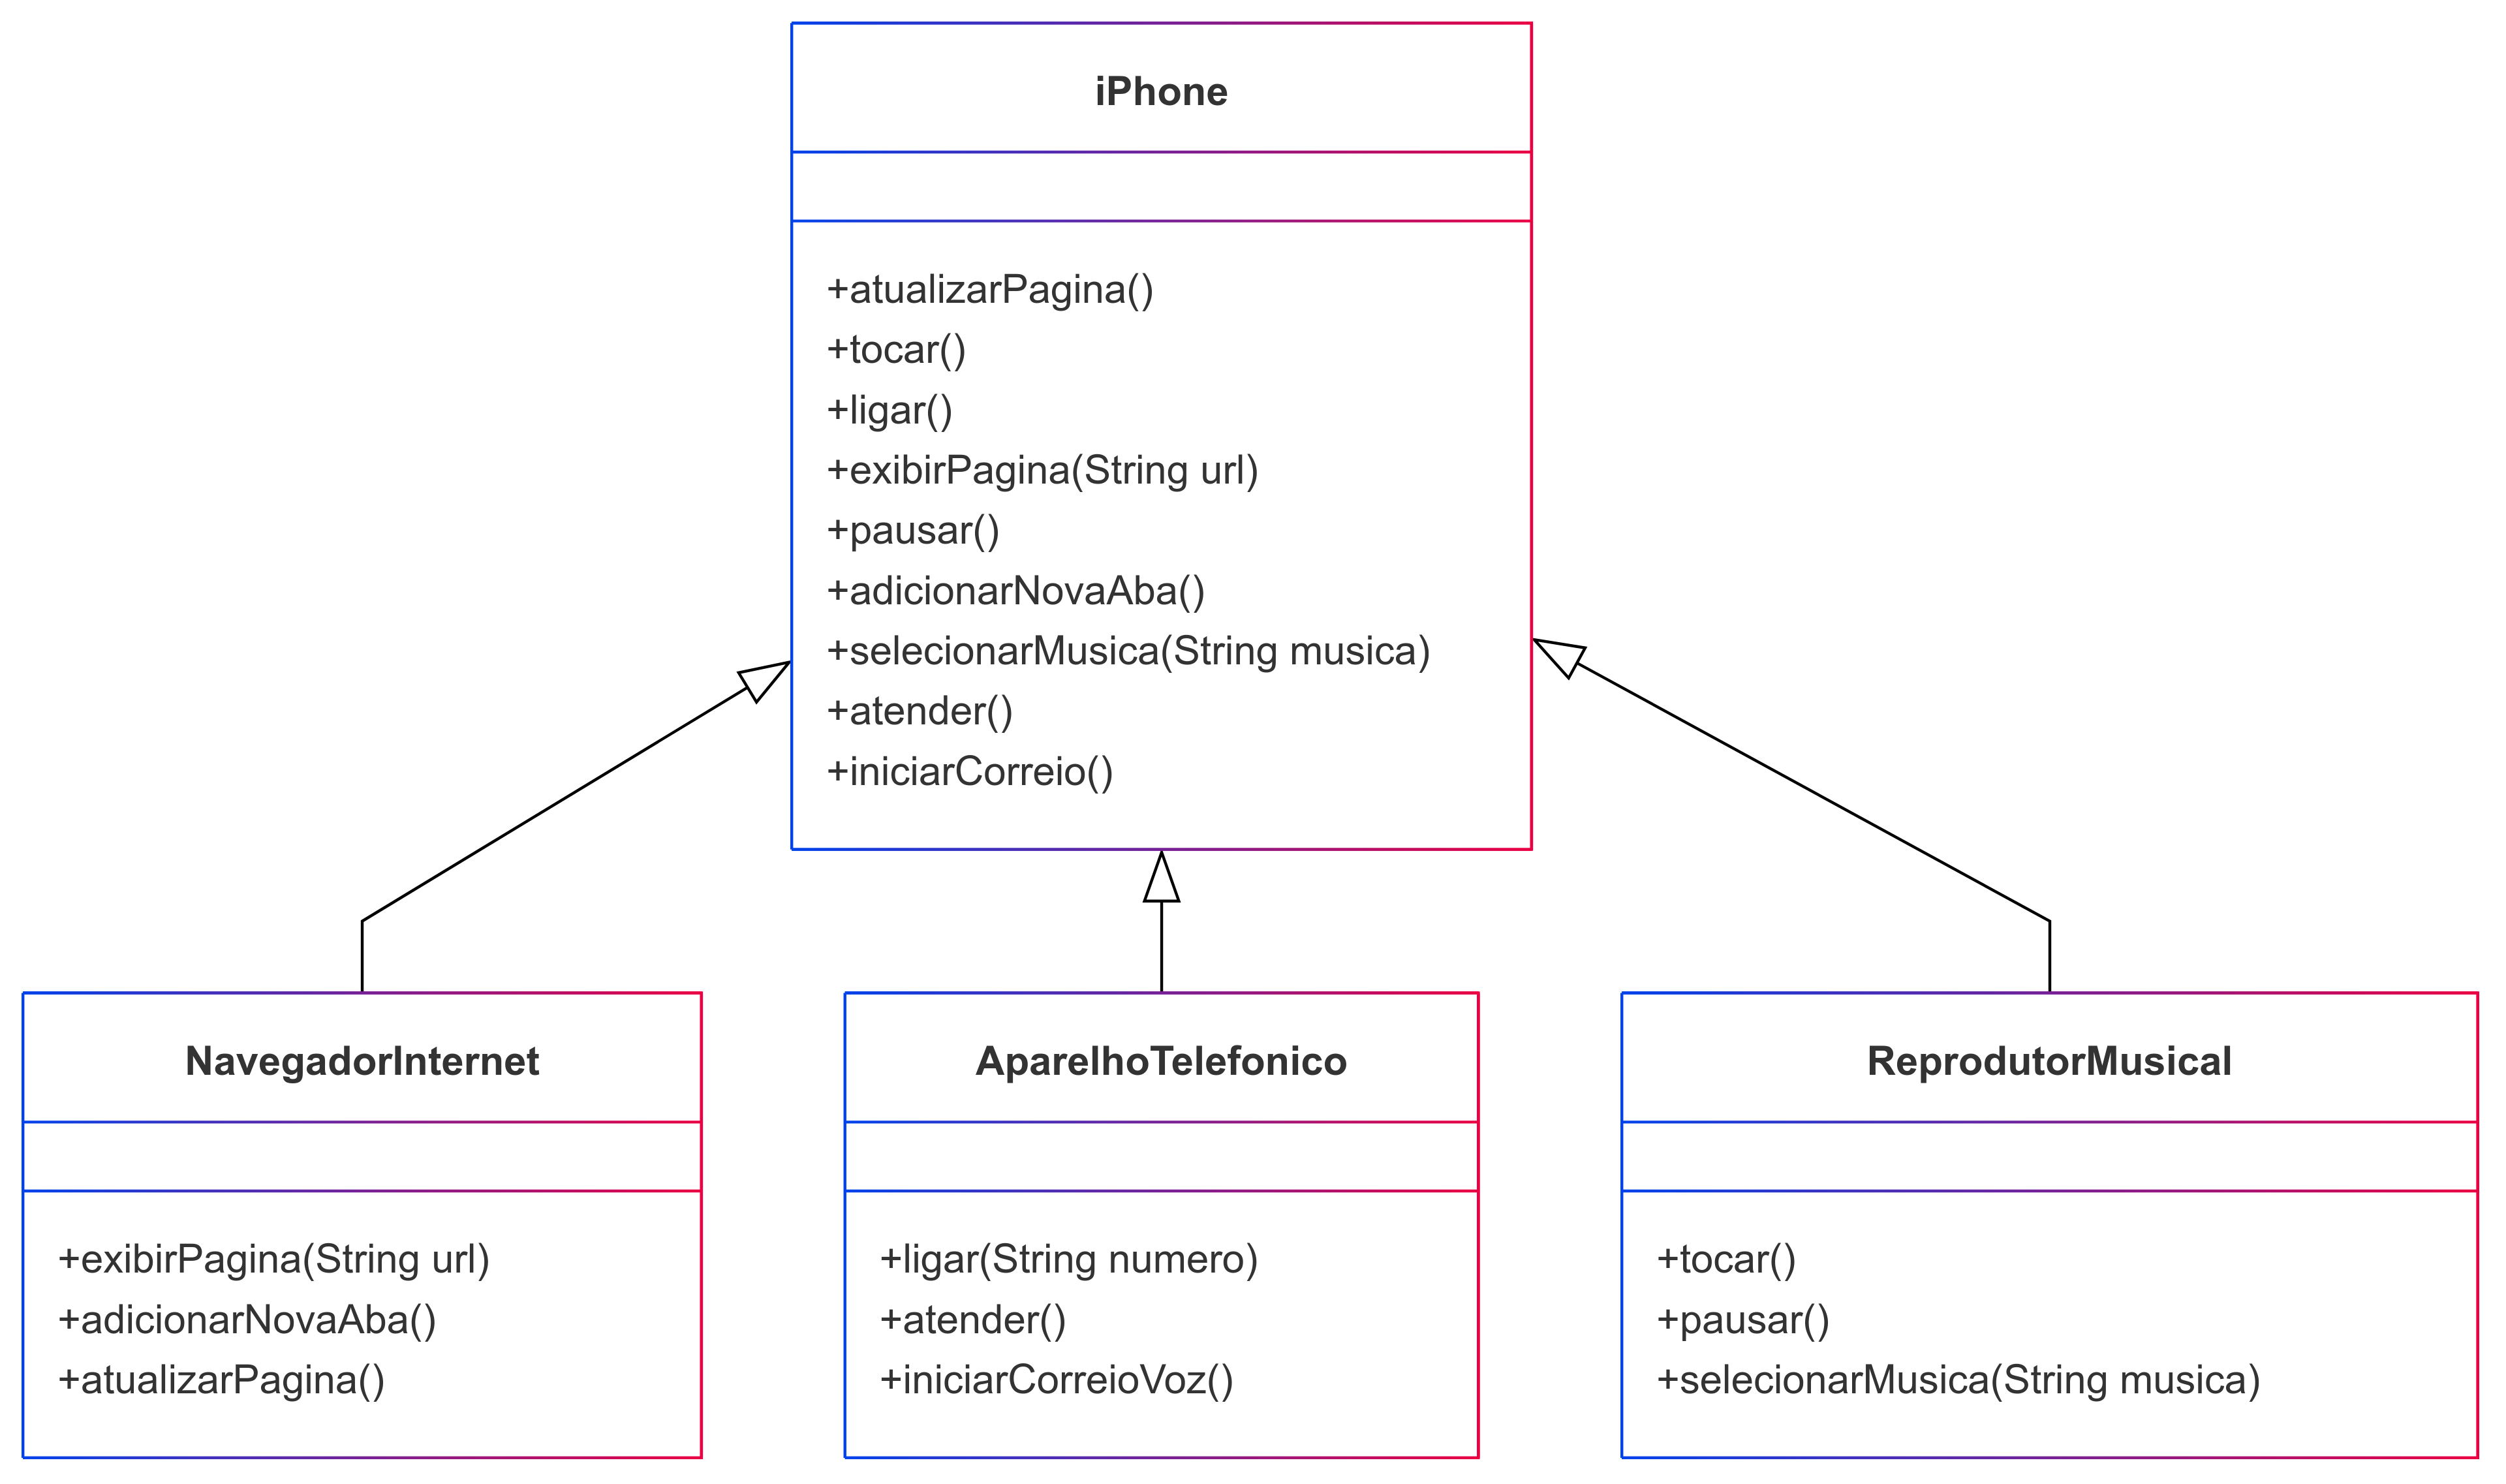 iPhone
+atualizarPagina()
+tocar()
+ligar()
+exibirPagina(String url)
+pausar()
+adicionarNovaAba()
+selecionarMusica(String musica)
+atender()
+iniciarCorreio()
NavegadorInternet
+exibirPagina(String url)
+adicionarNovaAba()
+atualizarPagina()
AparelhoTelefonico
+ligar(String numero)
+atender()
+iniciarCorreioVoz()
ReprodutorMusical
+tocar()
+pausar()
+selecionarMusica(String musica)